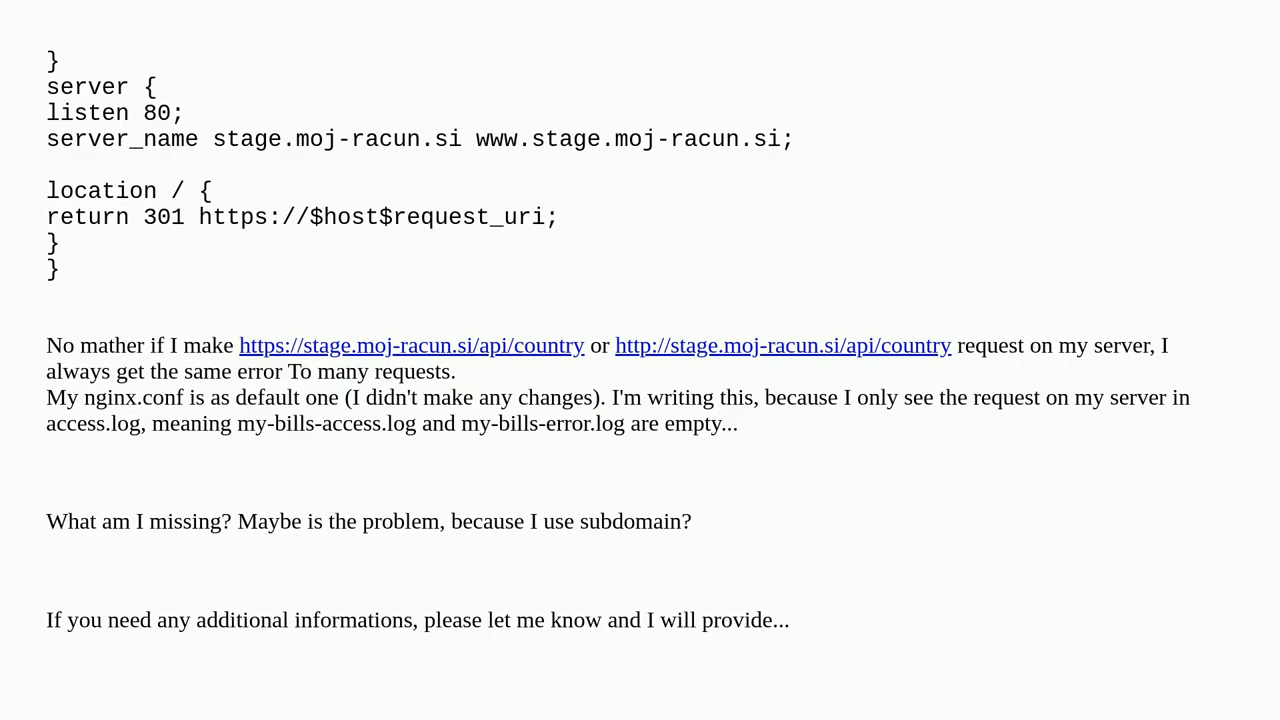 }
server {
listen 80;
server_name stage.moj-racun.si www.stage.moj-racun.si;
location / {
return 301 https://$host$request_uri;
}
}
No mather if I make https://stage.moj-racun.si/api/country or http://stage.moj-racun.si/api/country request on my server, I
always get the same error To many requests.
My nginx.conf is as default one (I didn't make any changes). I'm writing this, because I only see the request on my server in
access.log, meaning my-bills-access.log and my-bills-error.log are empty...
What am I missing? Maybe is the problem, because I use subdomain?
If you need any additional informations, please let me know and I will provide...